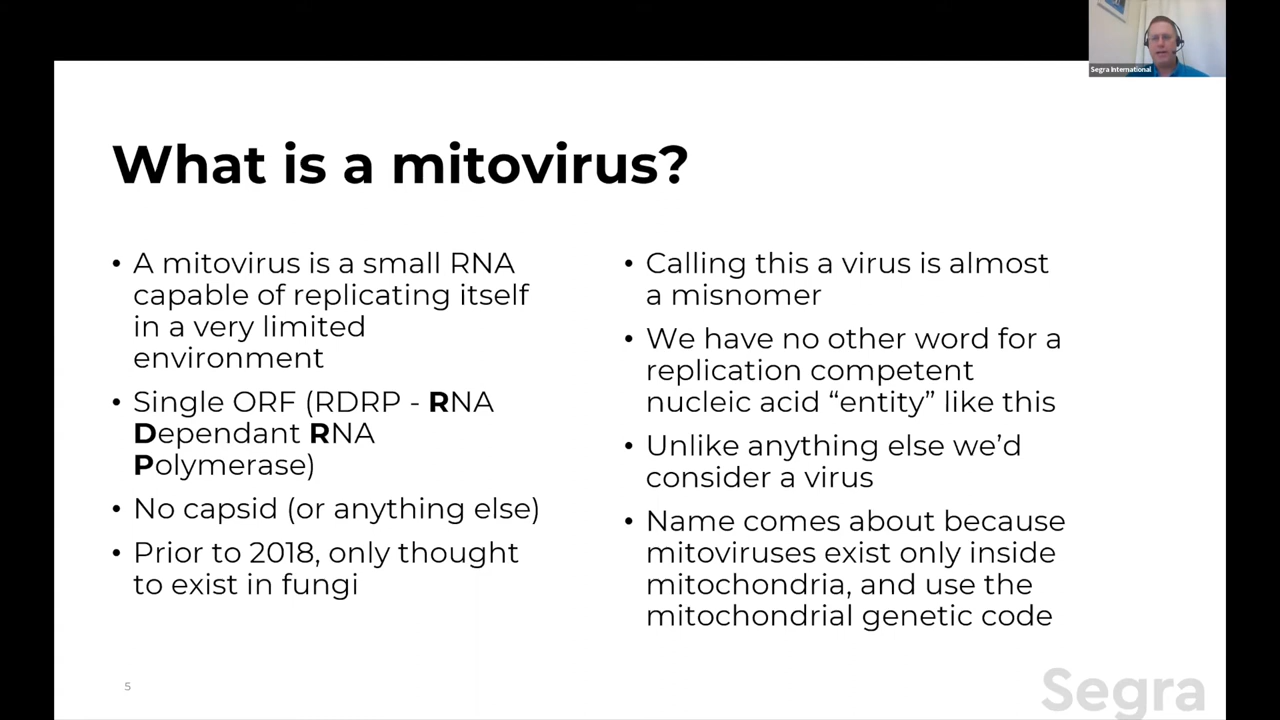 Segra International
What is a mitovirus?
• A mitovirus is a small RNA
capable of replicating itself
in a very limited
environment
• Single ORF (RDRP - RNA
Dependant RNA
Polymerase)
• No capsid (or anything else)
• Prior to 2018, only thought
to exist in fungi
• Calling this a virus is almost
a misnomer
• We have no other word for a
replication competent
nucleic acid “entity” like this
• Unlike anything else we’d
consider a virus
• Name comes about because
mitoviruses exist only inside
mitochondria, and use the
mitochondrial genetic code
5
Segra